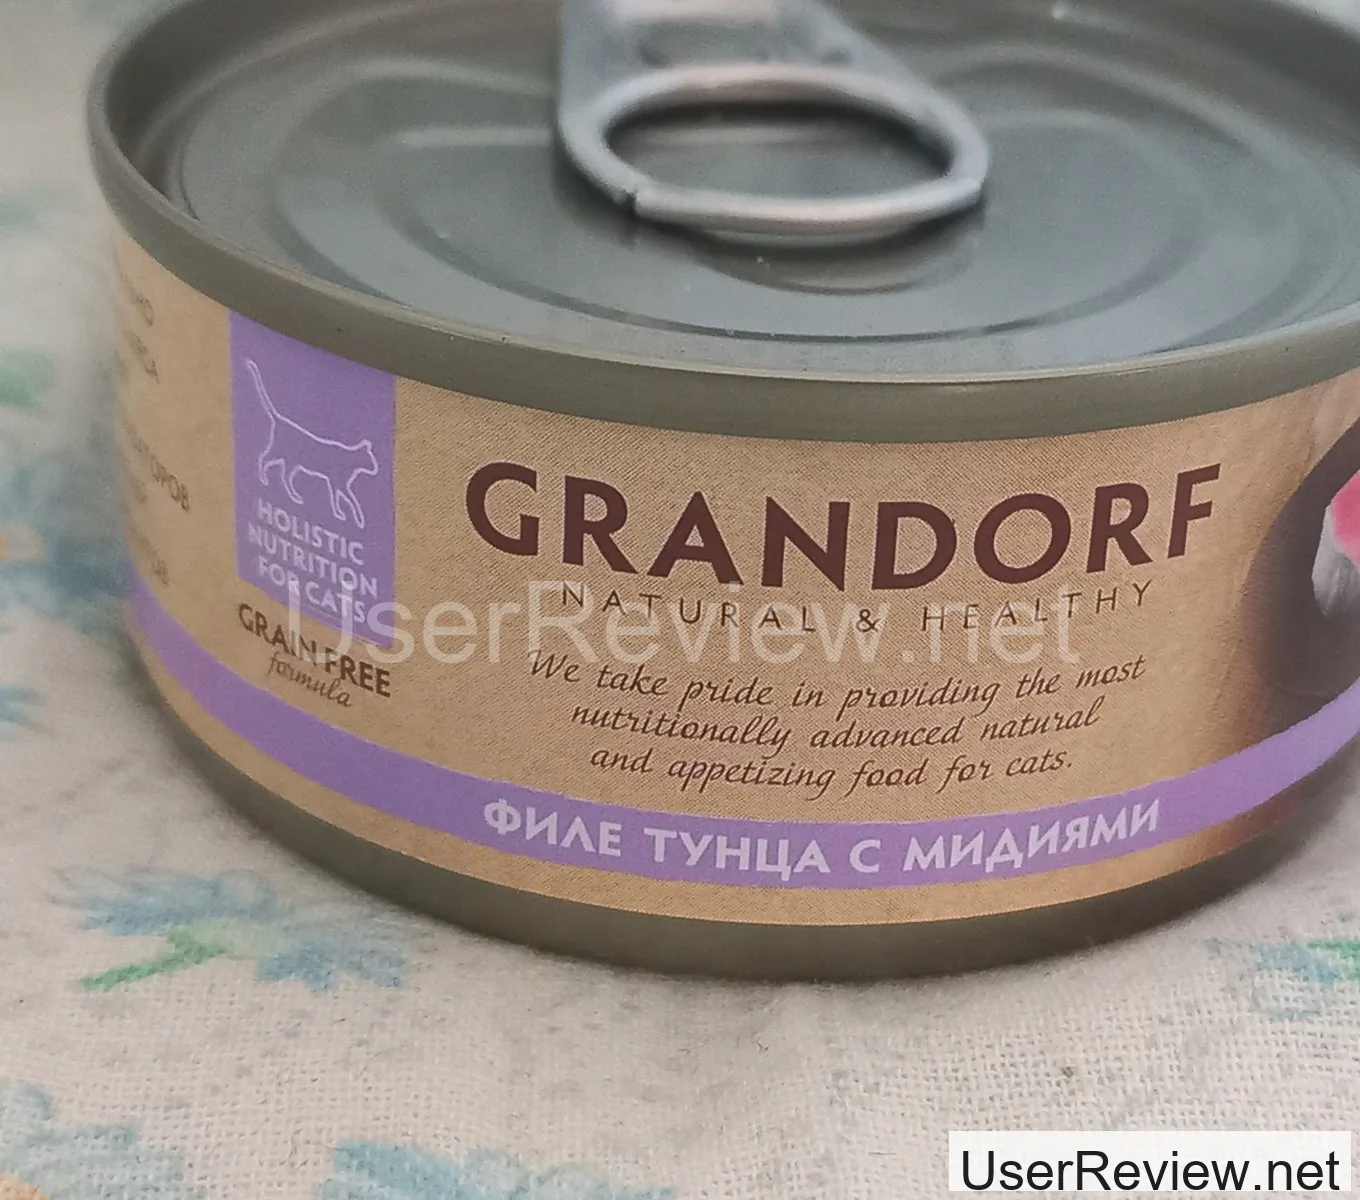 HOLISTIC
NUTRITION
FOR CATS
GRAIN FREE
formula
GRANDORF
NATURAL & HEALTHY
We take pride in providing the most
nutritionally advanced natural
and appetizing food for cats.
ФИЛЕ ТУНЦА С МИДИЯМИ
UserReview.net
UserReview.net